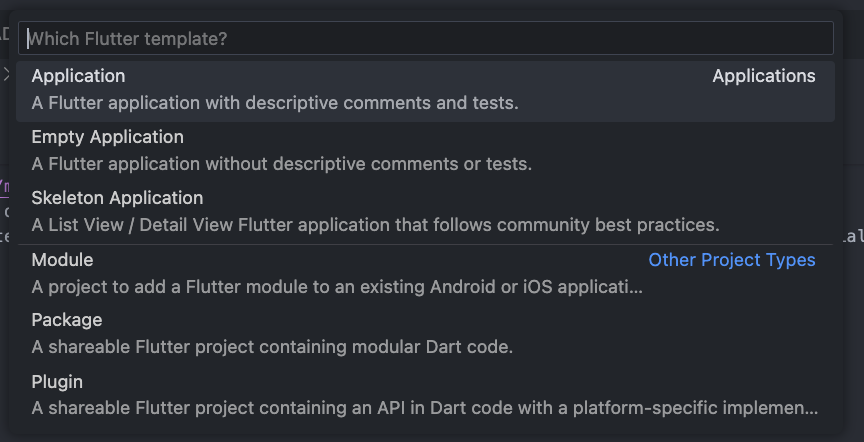 Which Flutter template?
Application Applications
A Flutter application with descriptive comments and tests.
Empty Application
A Flutter application without descriptive comments or tests.
Skeleton Application
A List View / Detail View Flutter application that follows community best practices.
Module Other Project Types
A project to add a Flutter module to an existing Android or iOS applicati...
Package
A shareable Flutter project containing modular Dart code.
Plugin
A shareable Flutter project containing an API in Dart code with a platform-specific implemen...